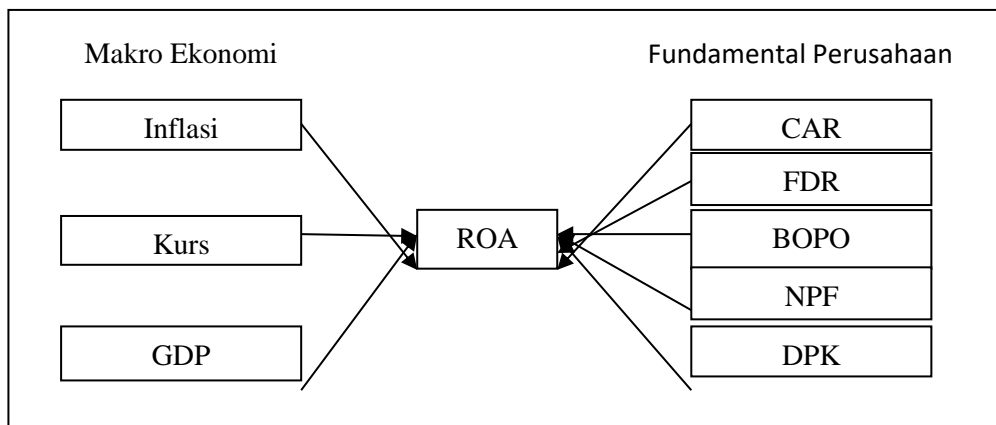 Makro Ekonomi
Fundamental Perusahaan
Inflasi
Kurs
GDP
ROA
CAR
FDR
BOPO
NPF
DPK